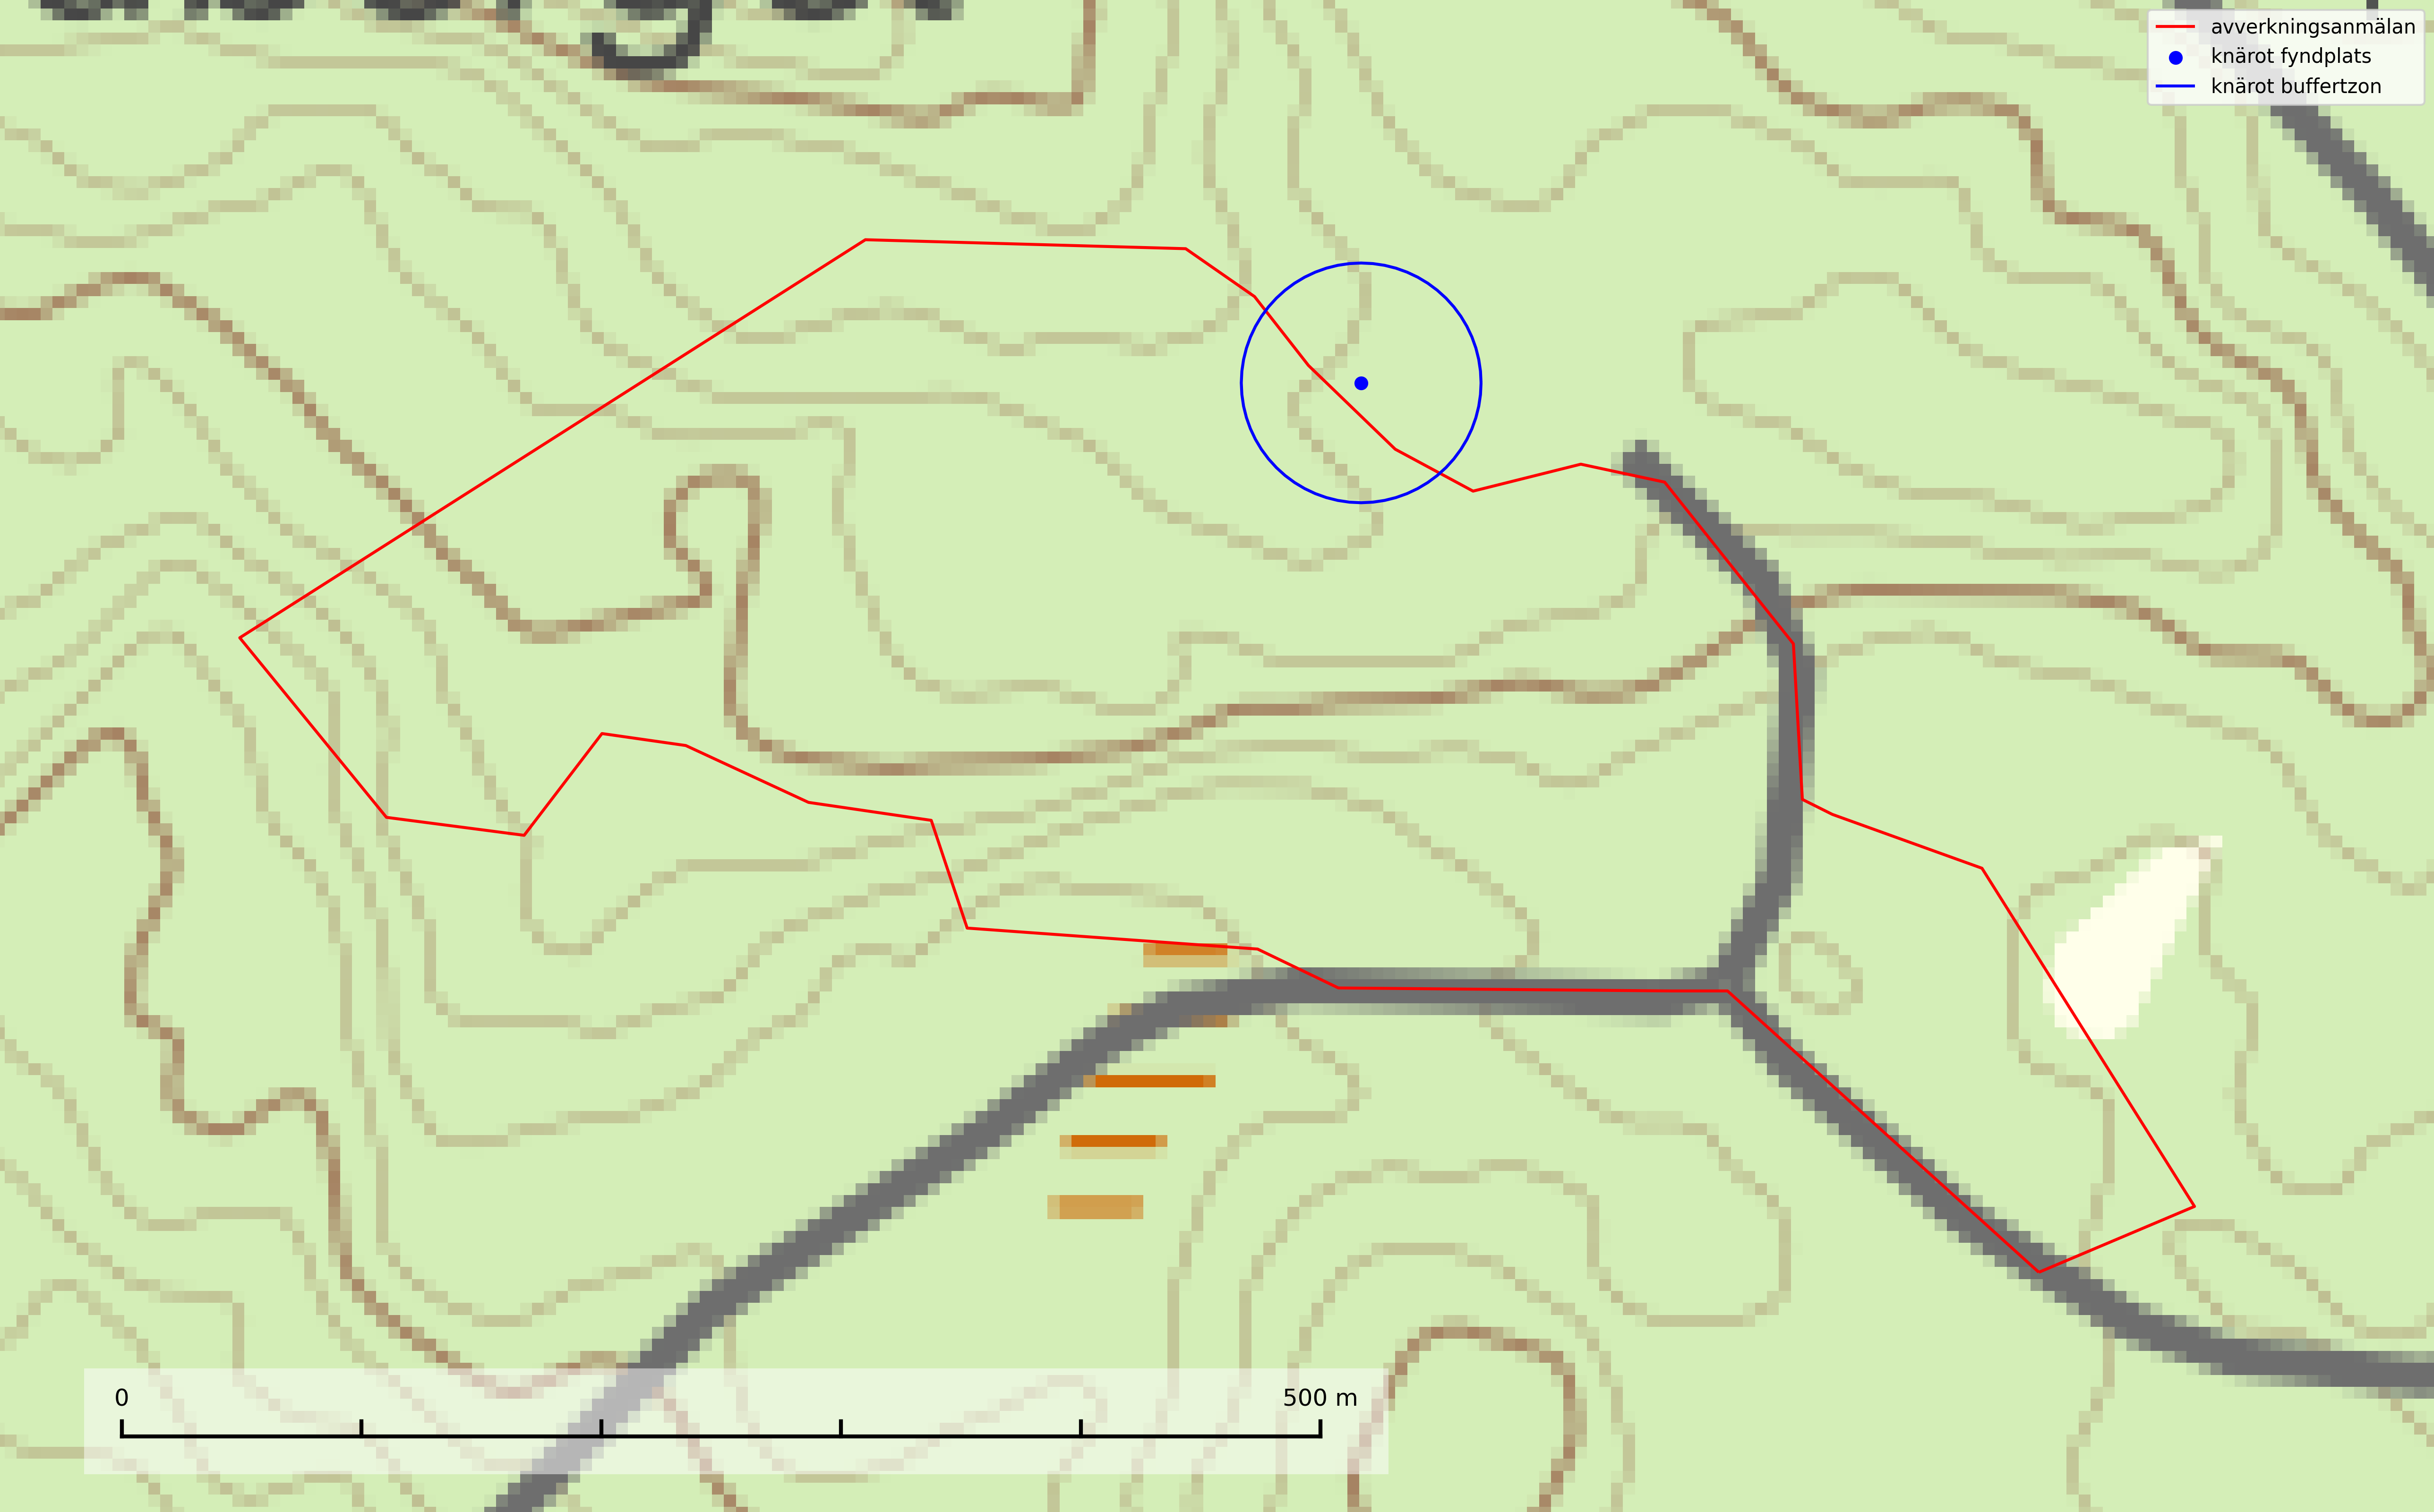 avverkningsanmälan
knärot fyndplats
knärot buffertzon
0 500 m